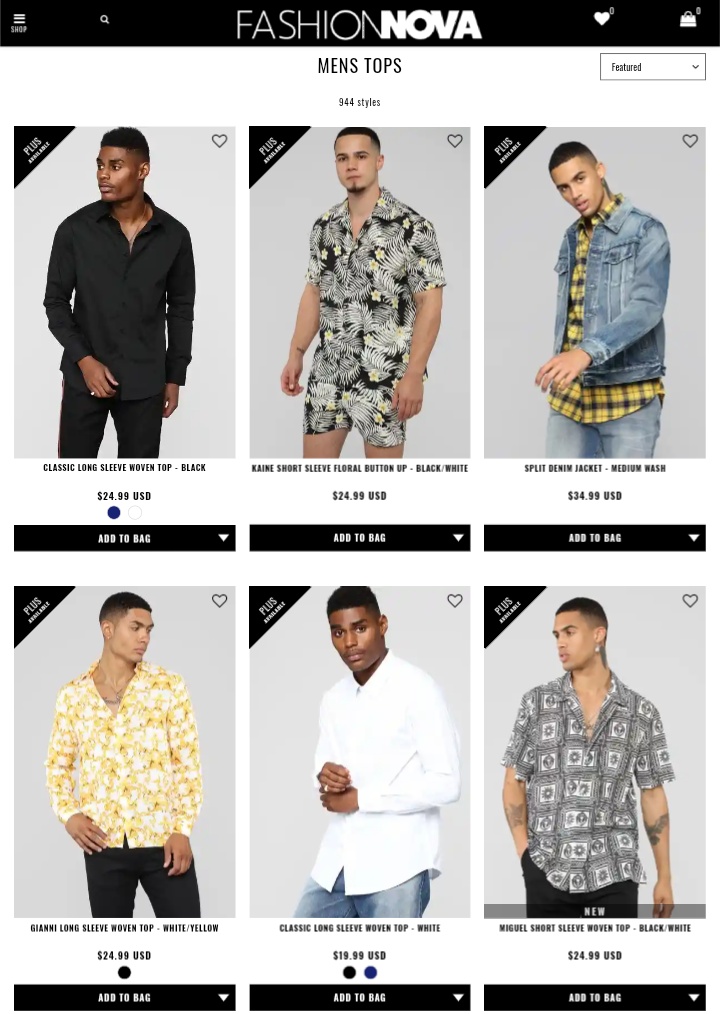 SHOP
FASHIONNOVA
0
0
MENS TOPS
Featured
944 styles
PLUS
AVAILABLE
PLUS
AVAILABLE
PLUS
AVAILABLE
CLASSIC LONG SLEEVE WOVEN TOP - BLACK
KAINE SHORT SLEEVE FLORAL BUTTON UP - BLACK/WHITE
SPLIT DENIM JACKET - MEDIUM WASH
$24.99 USD
$24.99 USD
$34.99 USD
ADD TO BAG
ADD TO BAG
ADD TO BAG
PLUS
AVAILABLE
PLUS
AVAILABLE
PLUS
AVAILABLE
NEW
GIANNI LONG SLEEVE WOVEN TOP - WHITE/YELLOW
CLASSIC LONG SLEEVE WOVEN TOP - WHITE
MIGUEL SHORT SLEEVE WOVEN TOP - BLACK/WHITE
$24.99 USD
$19.99 USD
$24.99 USD
ADD TO BAG
ADD TO BAG
ADD TO BAG